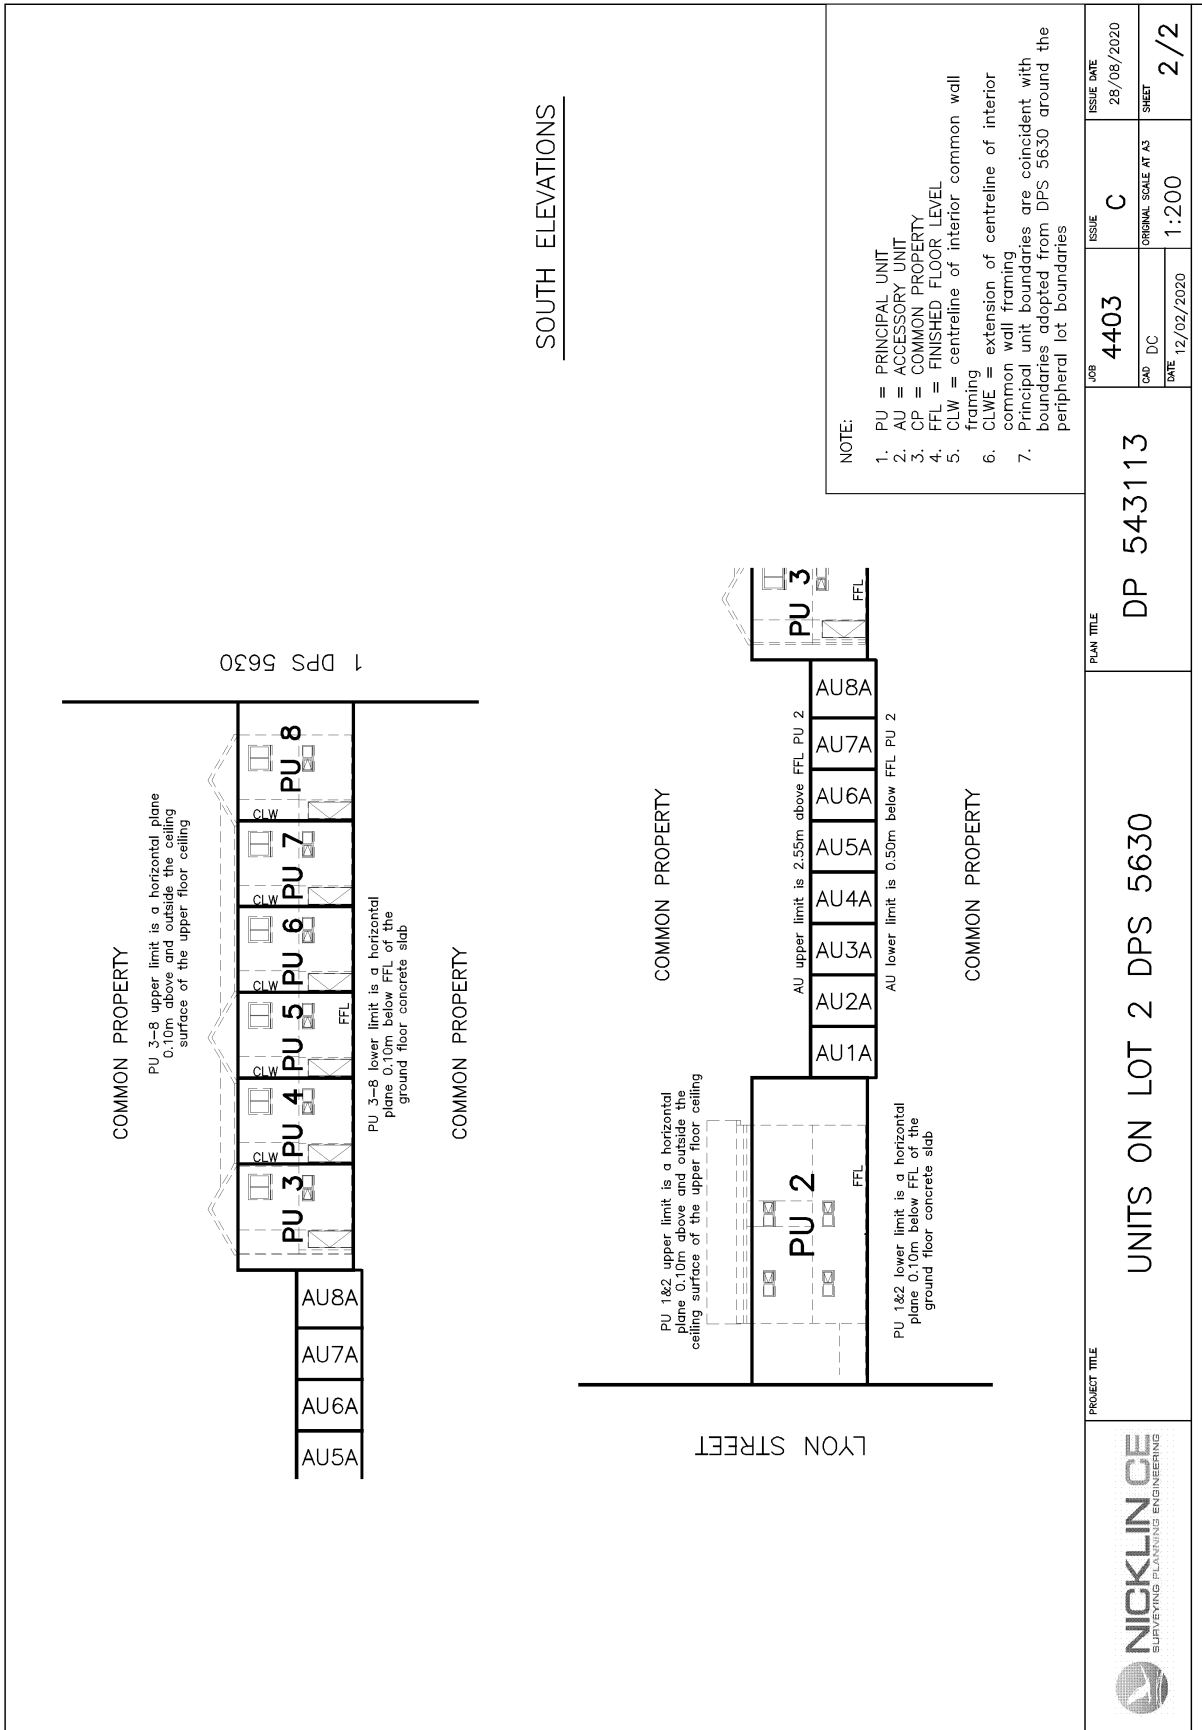 SOUTH ELEVATIONS
COMMON PROPERTY
PU 3-8 upper limit is a horizontal plane
0.10m above and outside the ceiling
surface of the upper floor ceiling
1 DPS 5630
AU5A
AU6A
AU7A
AU8A
PU 3
CLW
PU 4
CLW
PU 5
FFL
CLW
PU 6
CLW
PU 7
CLW
PU 8
PU 3-8 lower limit is a horizontal
plane 0.10m below FFL of the
ground floor concrete slab
COMMON PROPERTY
COMMON PROPERTY
PU 1&2 upper limit is a horizontal
plane 0.10m above and outside the
ceiling surface of the upper floor ceiling
LYON STREET
PU 2
FFL
AU upper limit is 2.55m above FFL PU 2
AU1A
AU2A
AU3A
AU4A
AU5A
AU6A
AU7A
AU8A
PU 3
FFL
AU lower limit is 0.50m below FFL PU 2
PU 1&2 lower limit is a horizontal
plane 0.10m below FFL of the
ground floor concrete slab
COMMON PROPERTY
NOTE:
1. PU = PRINCIPAL UNIT
2. AU = ACCESSORY UNIT
3. CP = COMMON PROPERTY
4. FFL = FINISHED FLOOR LEVEL
5. CLW = centreline of interior common wall
framing
6. CLWE = extension of centreline of interior
common wall framing
7. Principal unit boundaries are coincident with
boundaries adopted from DPS 5630 around the
peripheral lot boundaries
NICKLIN CE
SURVEYING PLANNING ENGINEERING
PROJECT TITLE
UNITS ON LOT 2 DPS 5630
PLAN TITLE
DP 543113
JOB
4403
ISSUE
C
ISSUE DATE
28/08/2020
CAD DC
DATE 12/02/2020
ORIGINAL SCALE AT A3
1:200
SHEET
2/2